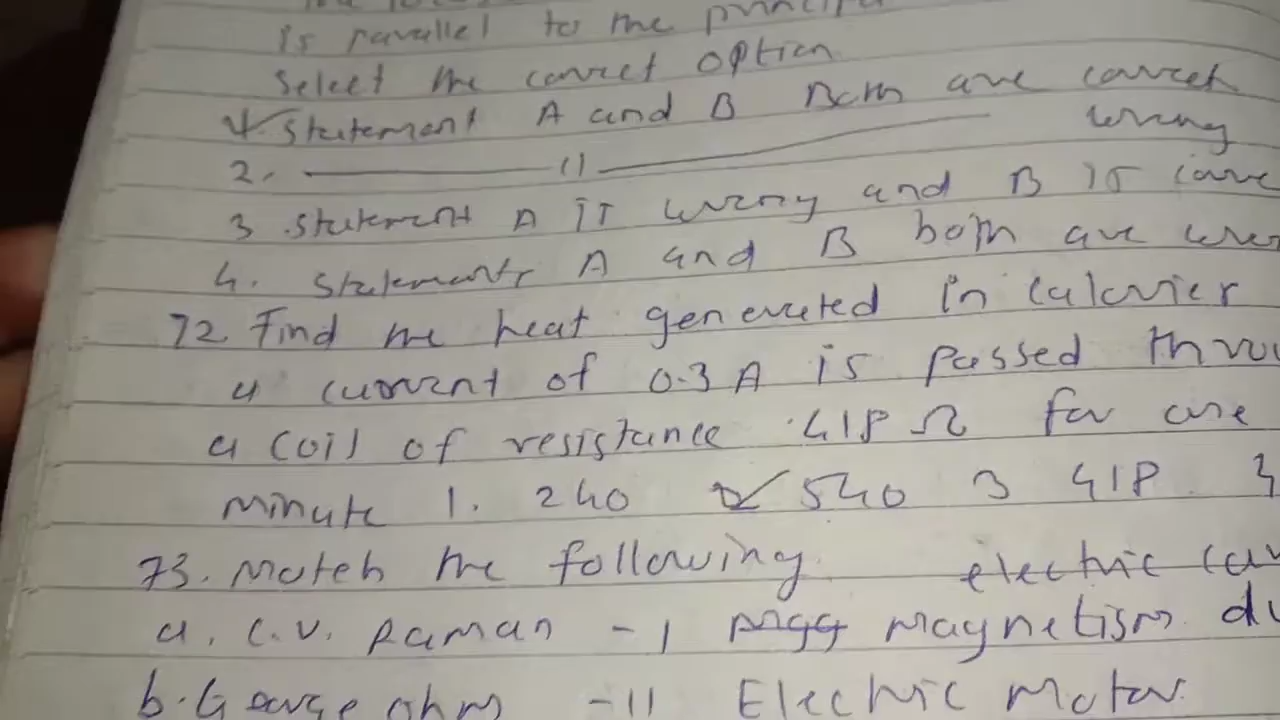 is parallel to the
Select the correct option
1. Statement A and B Both are correct
2. ———— 11 ———— wrong
3 Statement A is wrong and B is
4. Statements A and B both are
72. Find the heat generated in calories
a current of 0.3 A is passed
a coil of resistance 418 Ω for one
minute 1. 240 2 540 3 418
73. Match the following electric
a. C.V. Raman - 1 magnetism
b. George ohm - 11 Electric Motor.